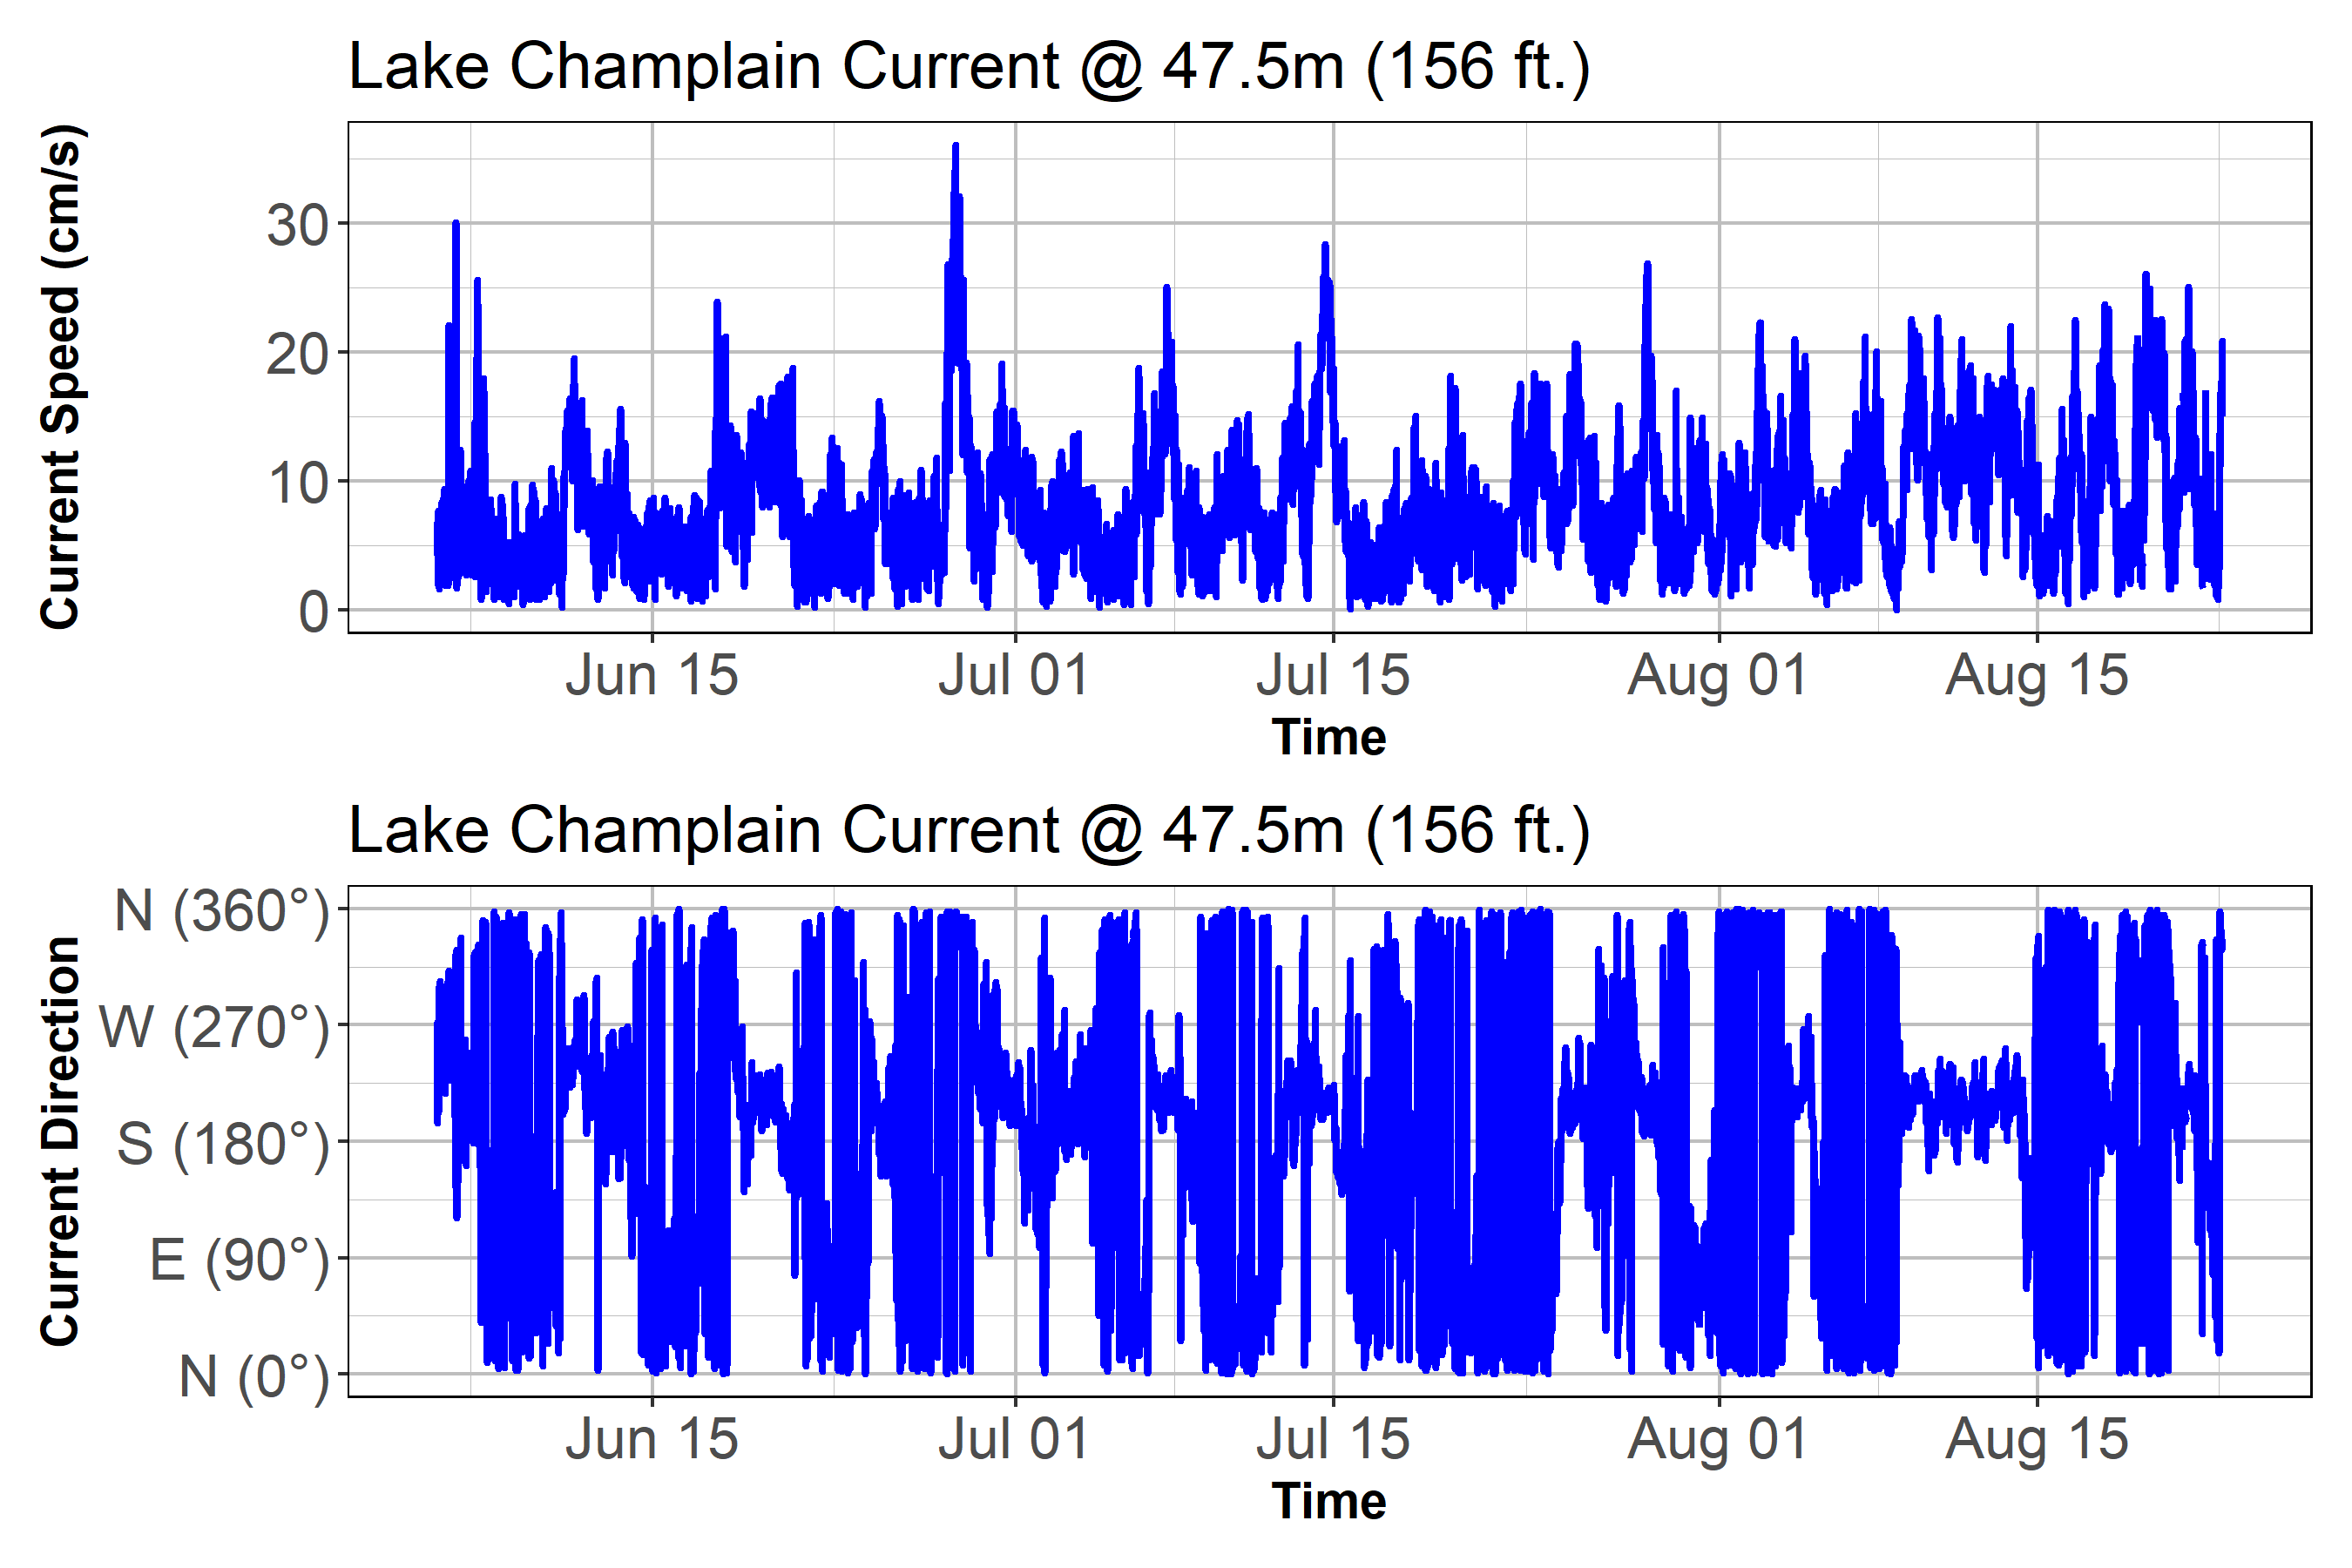 Lake Champlain Current @ 47.5m (156 ft.)
Current Speed (cm/s)
30
20
10
0
Jun 15 Jul 01 Jul 15 Aug 01 Aug 15
Time
Lake Champlain Current @ 47.5m (156 ft.)
Current Direction
N (360°)
W (270°)
S (180°)
E (90°)
N (0°)
Jun 15 Jul 01 Jul 15 Aug 01 Aug 15
Time